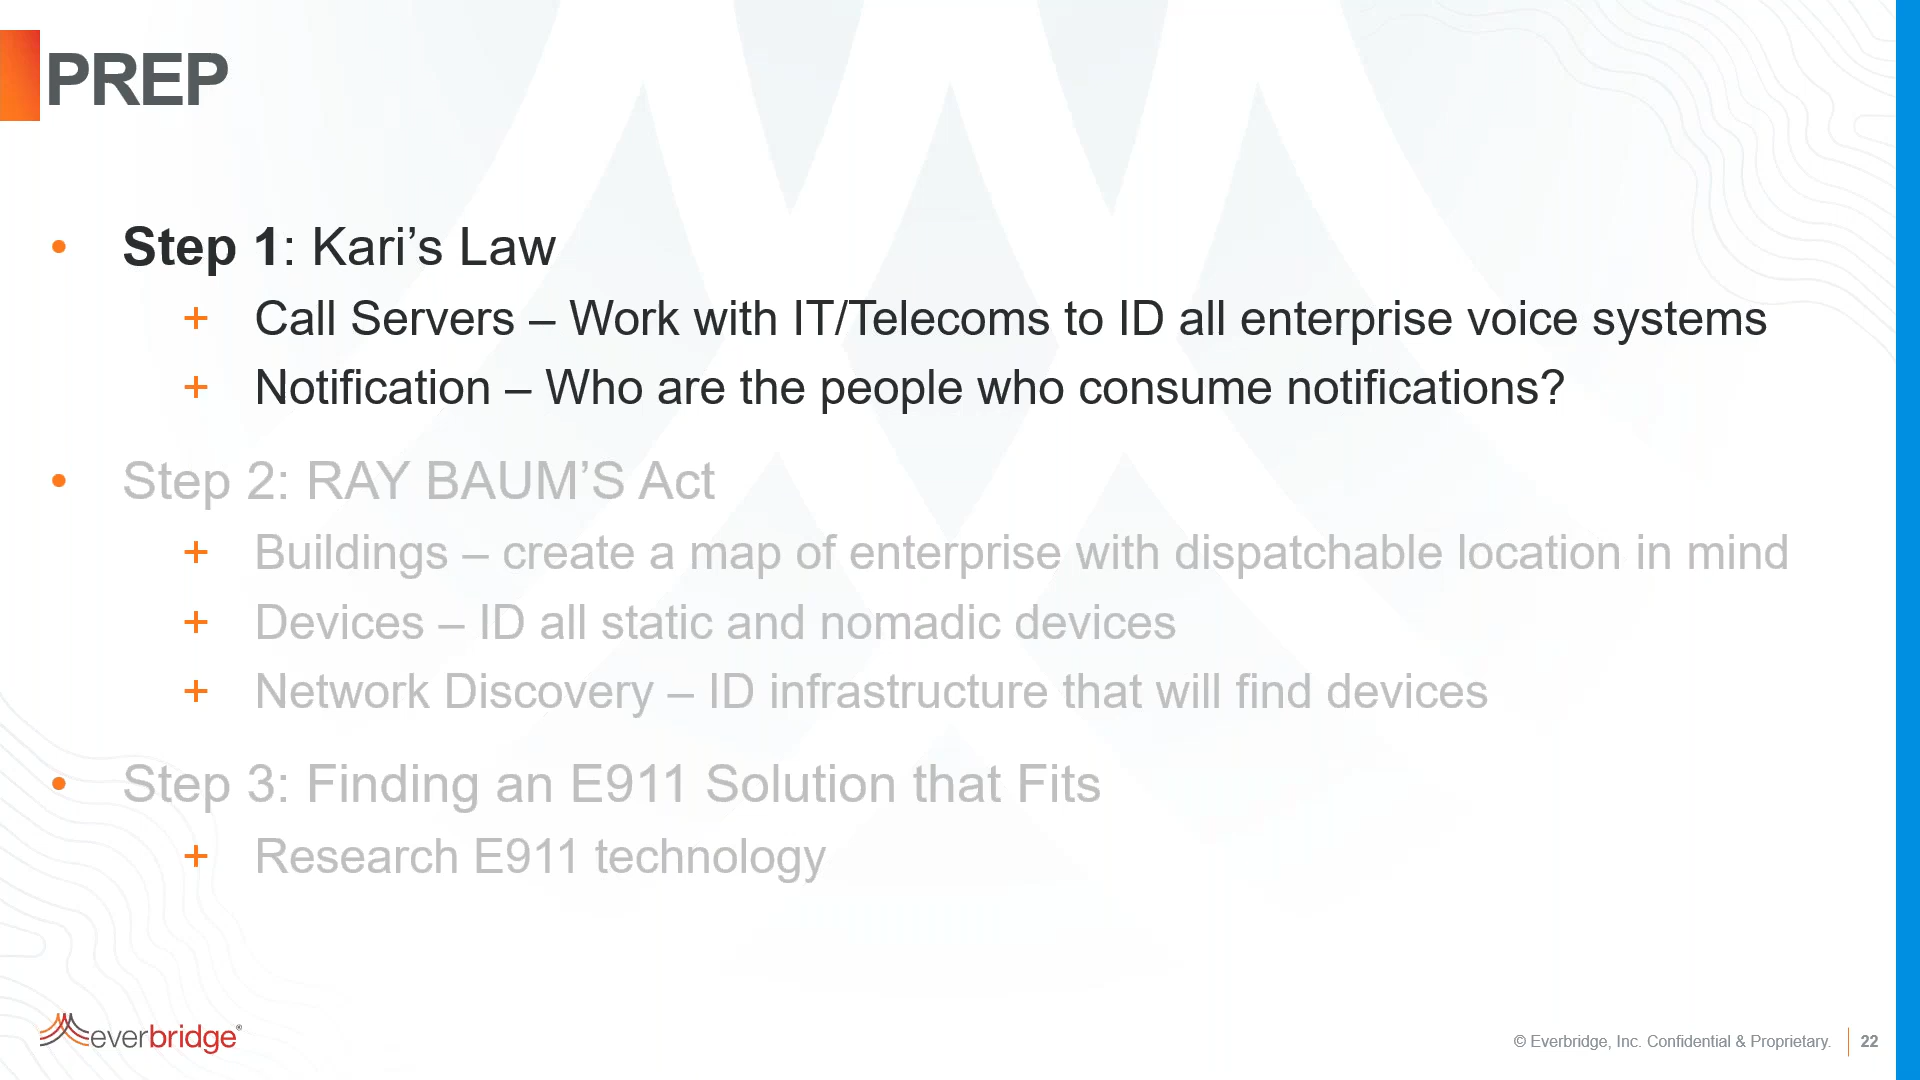 PREP
• Step 1: Kari’s Law
+ Call Servers – Work with IT/Telecoms to ID all enterprise voice systems
+ Notification – Who are the people who consume notifications?
• Step 2: RAY BAUM’S Act
+ Buildings – create a map of enterprise with dispatchable location in mind
+ Devices – ID all static and nomadic devices
+ Network Discovery – ID infrastructure that will find devices
• Step 3: Finding an E911 Solution that Fits
+ Research E911 technology
everbridge®
© Everbridge, Inc. Confidential & Proprietary. 22